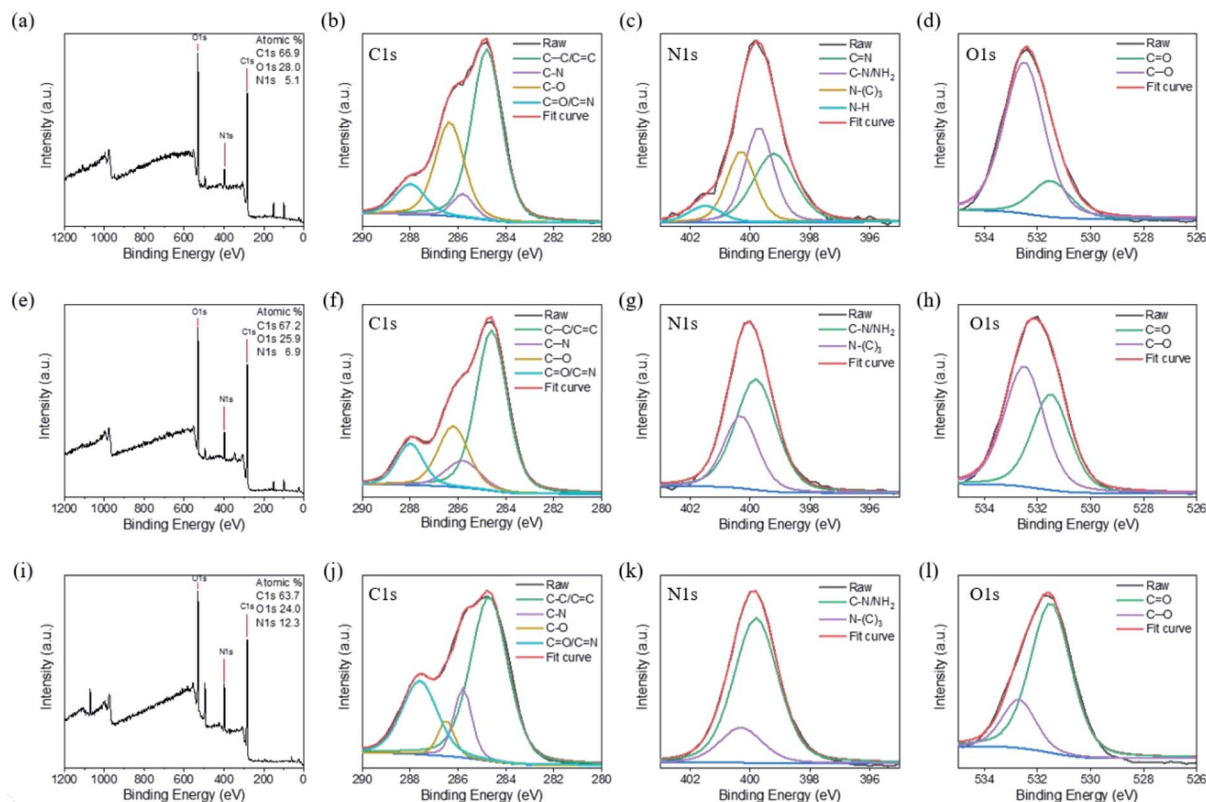 (a)
O1s
Atomic %
C1s 66.9
O1s 28.0
N1s 5.1
C1s
N1s
Intensity (a.u.)
1200 1000 800 600 400 200 0
Binding Energy (eV)
(b)
C1s
Raw
C−C/C=C
C−N
C−O
C=O/C=N
Fit curve
Intensity (a.u.)
290 288 286 284 282 280
Binding Energy (eV)
(c)
N1s
Raw
C=N
C-N/NH₂
N-(C)₃
N-H
Fit curve
Intensity (a.u.)
402 400 398 396
Binding Energy (eV)
(d)
O1s
Raw
C=O
C−O
Fit curve
Intensity (a.u.)
534 532 530 528 526
Binding Energy (eV)
(e)
O1s
Atomic %
C1s 67.2
O1s 25.9
N1s 6.9
C1s
N1s
Intensity (a.u.)
1200 1000 800 600 400 200 0
Binding Energy (eV)
(f)
C1s
Raw
C−C/C=C
C−N
C−O
C=O/C=N
Fit curve
Intensity (a.u.)
290 288 286 284 282 280
Binding Energy (eV)
(g)
N1s
Raw
C-N/NH₂
N-(C)₃
Fit curve
Intensity (a.u.)
402 400 398 396
Binding Energy (eV)
(h)
O1s
Raw
C=O
C−O
Fit curve
Intensity (a.u.)
534 532 530 528 526
Binding Energy (eV)
(i)
O1s
Atomic %
C1s 63.7
O1s 24.0
N1s 12.3
C1s
N1s
Intensity (a.u.)
1200 1000 800 600 400 200 0
Binding Energy (eV)
(j)
C1s
Raw
C-C/C=C
C-N
C-O
C=O/C=N
Fit curve
Intensity (a.u.)
290 288 286 284 282 280
Binding Energy (eV)
(k)
N1s
Raw
C-N/NH₂
N-(C)₃
Fit curve
Intensity (a.u.)
402 400 398 396
Binding Energy (eV)
(l)
O1s
Raw
C=O
C−O
Fit curve
Intensity (a.u.)
534 532 530 528 526
Binding Energy (eV)